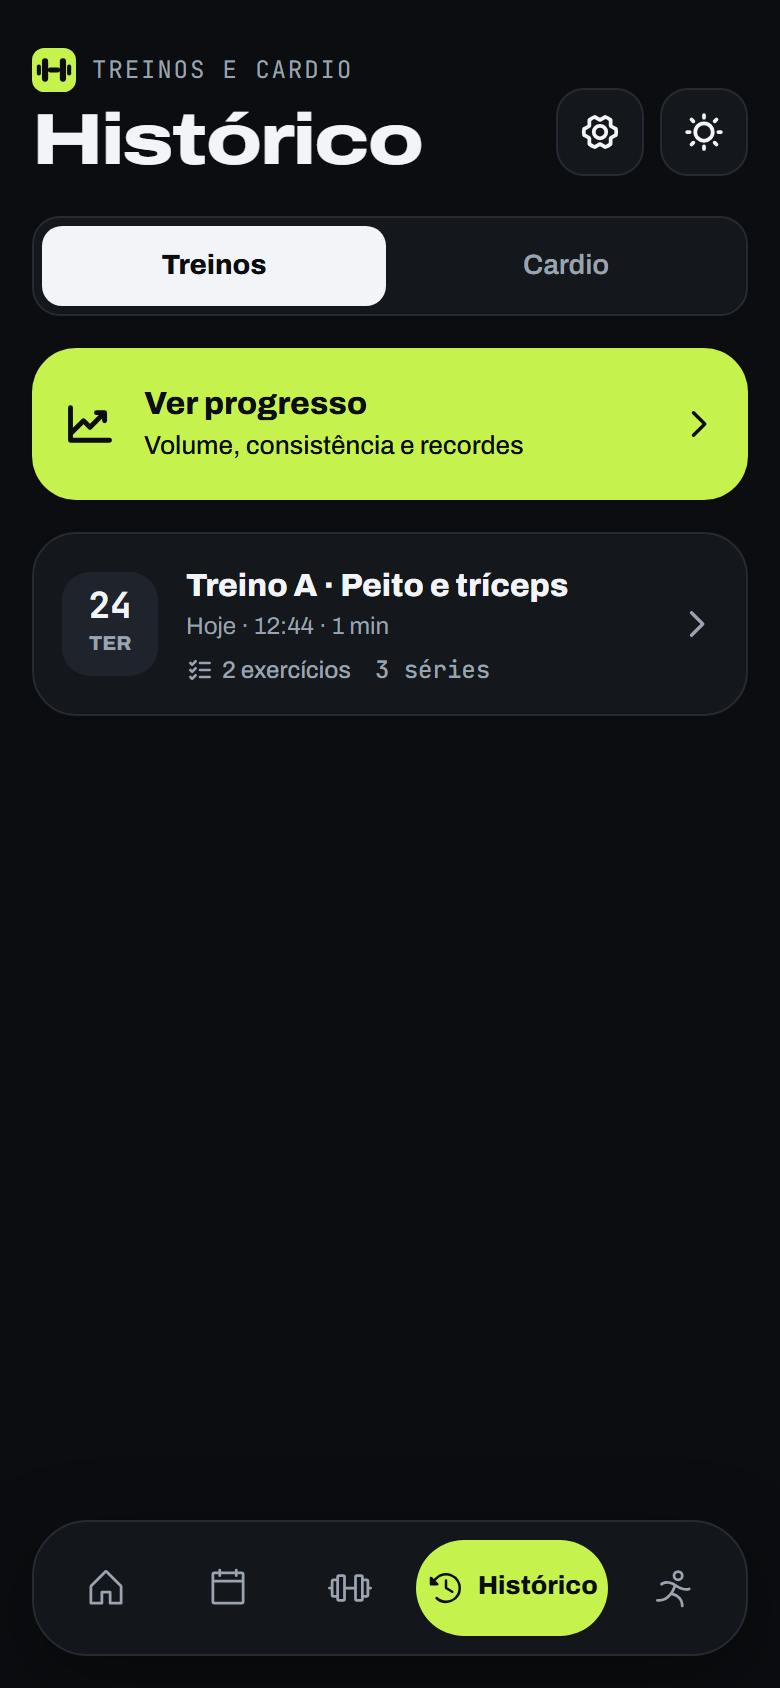 TREINOS E CARDIO
Histórico
Treinos
Cardio
Ver progresso
Volume, consistência e recordes
24
TER
Treino A · Peito e tríceps
Hoje · 12:44 · 1 min
2 exercícios 3 séries
Histórico